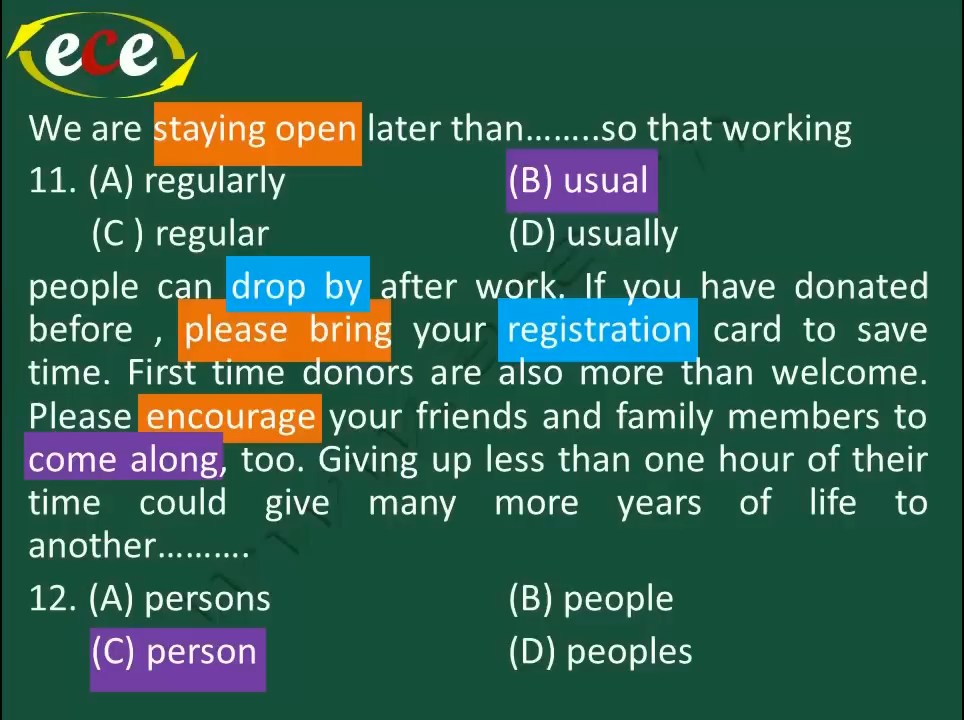 ece
We are staying open later than……..so that working
11. (A) regularly (B) usual
(C ) regular (D) usually
people can drop by after work. If you have donated
before , please bring your registration card to save
time. First time donors are also more than welcome.
Please encourage your friends and family members to
come along, too. Giving up less than one hour of their
time could give many more years of life to
another……….
12. (A) persons (B) people
(C) person (D) peoples